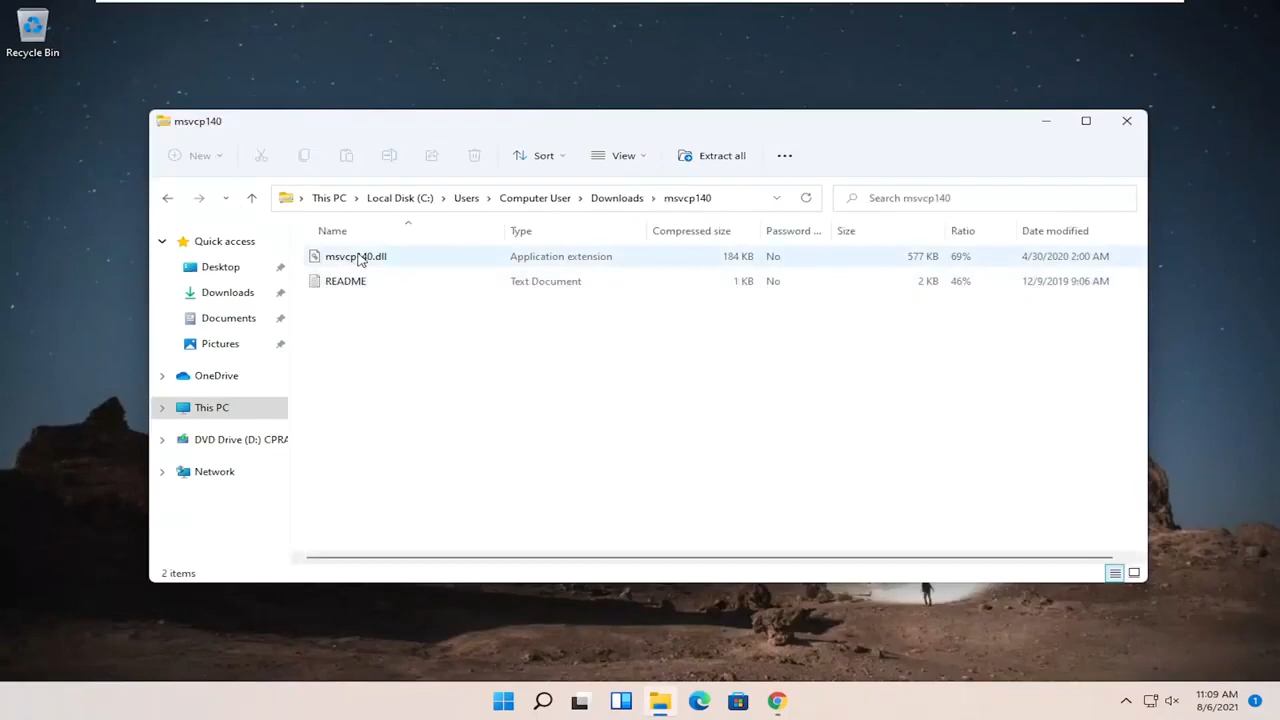 Recycle Bin
msvcp140
New
Sort
View
Extract all
This PC
Local Disk (C:)
Users
Computer User
Downloads
msvcp140
Search msvcp140
Name
Type
Compressed size
Password ...
Size
Ratio
Date modified
Quick access
Desktop
Downloads
Documents
Pictures
OneDrive
This PC
DVD Drive (D:) CPRA
Network
msvcp140.dll Application extension 184 KB No 577 KB 69% 4/30/2020 2:00 AM
README Text Document 1 KB No 2 KB 46% 12/9/2019 9:06 AM
2 items
11:09 AM
8/6/2021
1